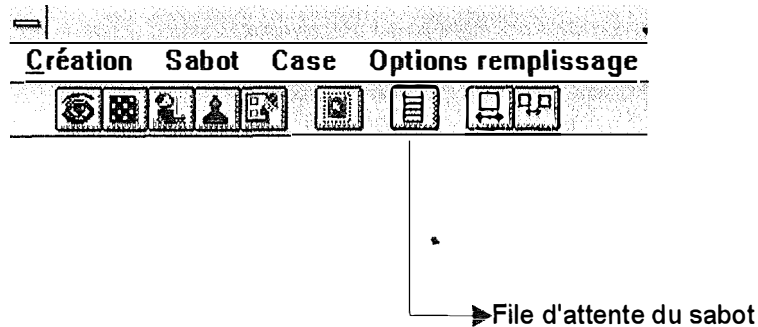 Création Sabot Case Options remplissage
File d'attente du sabot